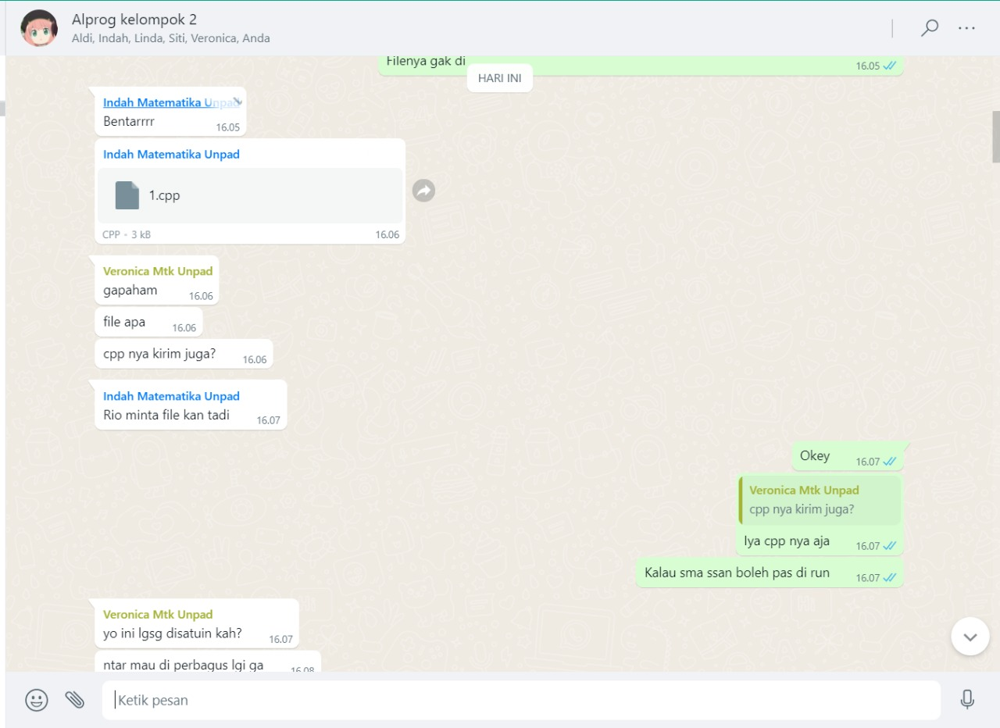 Alprog kelompok 2
Aldi, Indah, Linda, Siti, Veronica, Anda
Filenya gak di
16.05
HARI INI
Indah Matematika Unpad
Bentarrrr
16.05
Indah Matematika Unpad
1.cpp
CPP • 3 kB
16.06
Veronica Mtk Unpad
gapaham
16.06
file apa
16.06
cpp nya kirim juga?
16.06
Indah Matematika Unpad
Rio minta file kan tadi
16.07
Okey
16.07
Veronica Mtk Unpad
cpp nya kirim juga?
Iya cpp nya aja
16.07
Kalau sma ssan boleh pas di run
16.07
Veronica Mtk Unpad
yo ini lgsg disatuin kah?
16.07
ntar mau di perbagus lgi ga
16.08
Ketik pesan